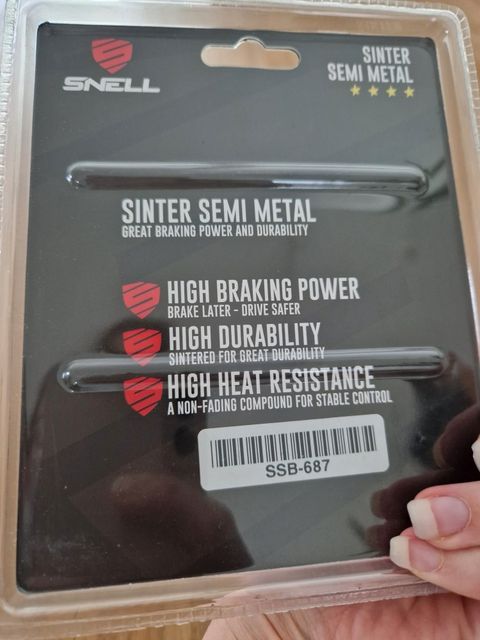 SNELL
SINTER
SEMI METAL
SINTER SEMI METAL
GREAT BRAKING POWER AND DURABILITY
HIGH BRAKING POWER
BRAKE LATER - DRIVE SAFER
HIGH DURABILITY
SINTERED FOR GREAT DURABILITY
HIGH HEAT RESISTANCE
A NON-FADING COMPOUND FOR STABLE CONTROL
SSB-687